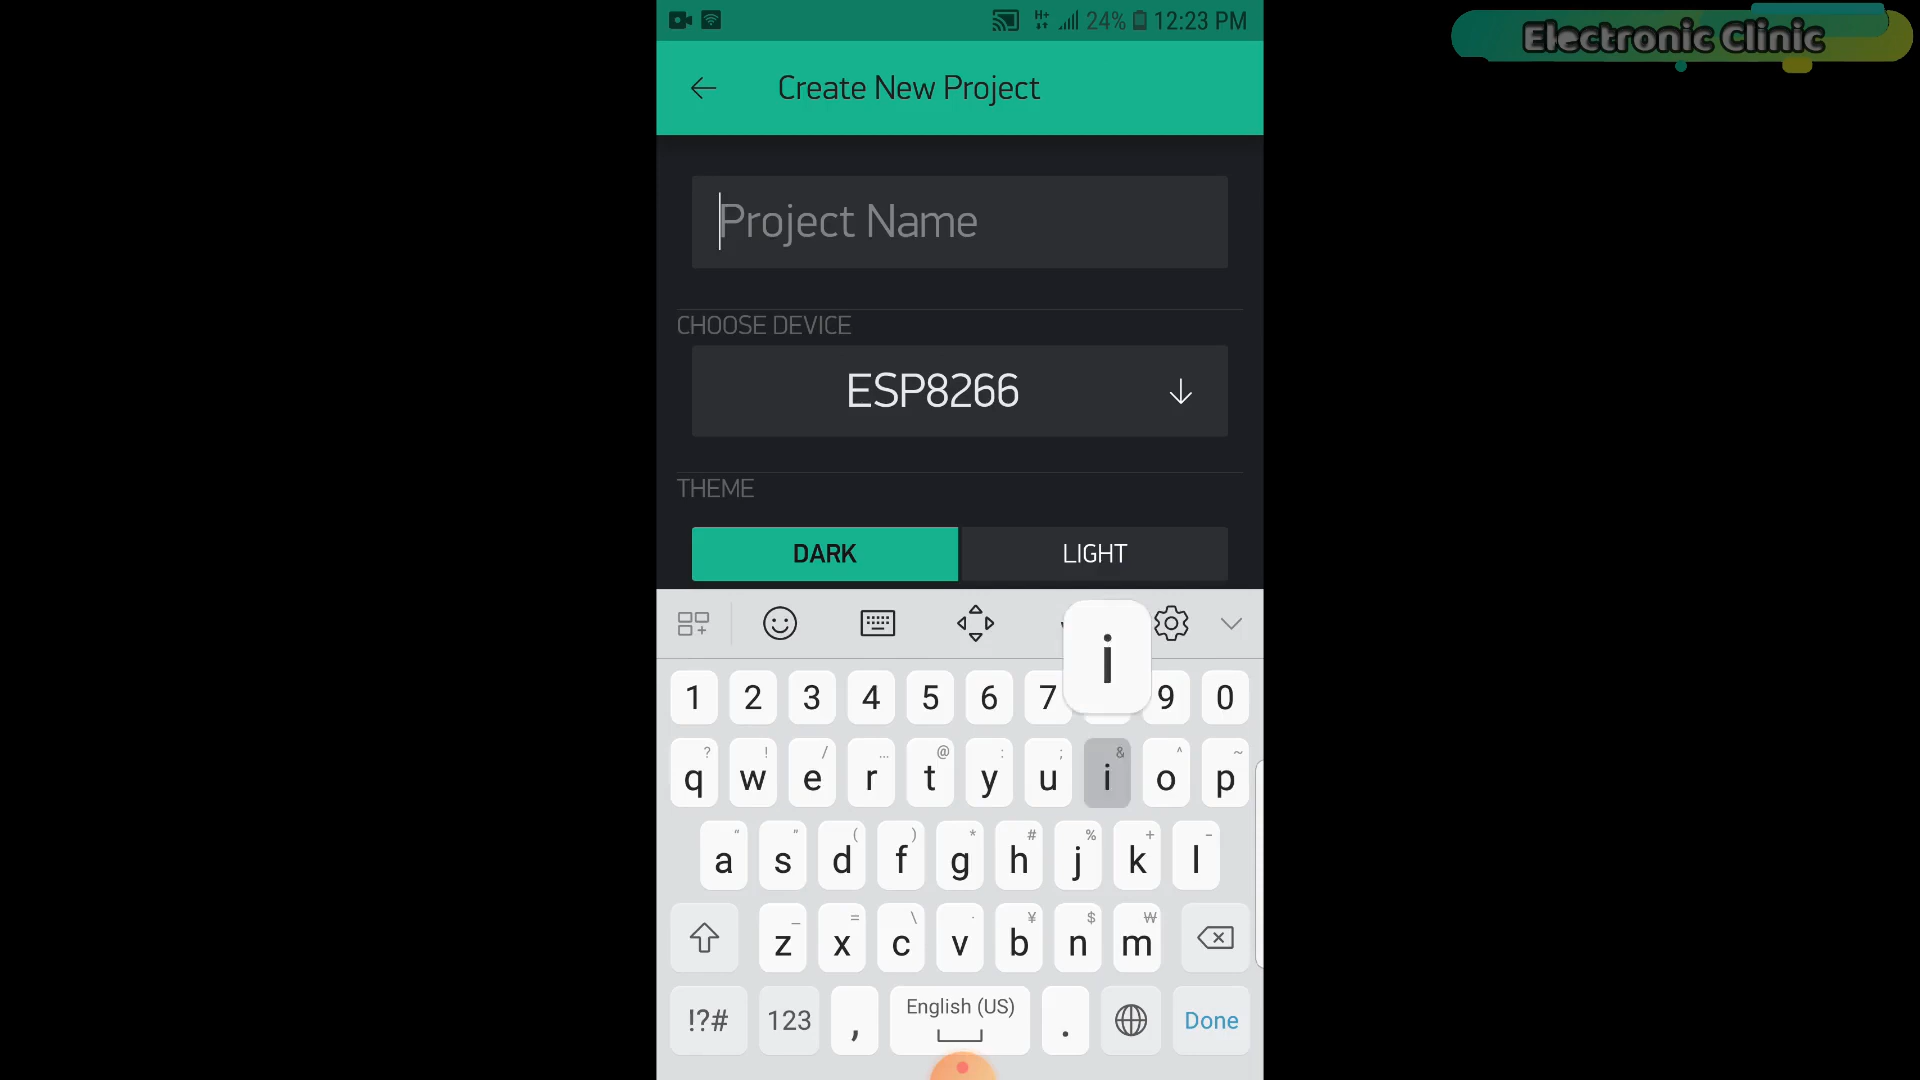 24% 12:23 PM
Electronic Clinic
Create New Project
Project Name
CHOOSE DEVICE
ESP8266
THEME
DARK LIGHT
i
1 2 3 4 5 6 7 9 0
? ! / ... @ : ; & ^ ~
q w e r t y u i o p
" " ( ) * # % + -
a s d f g h j k l
_ = \ · ¥ $ ₩
z x c v b n m
!?# 123 , English (US) . Done